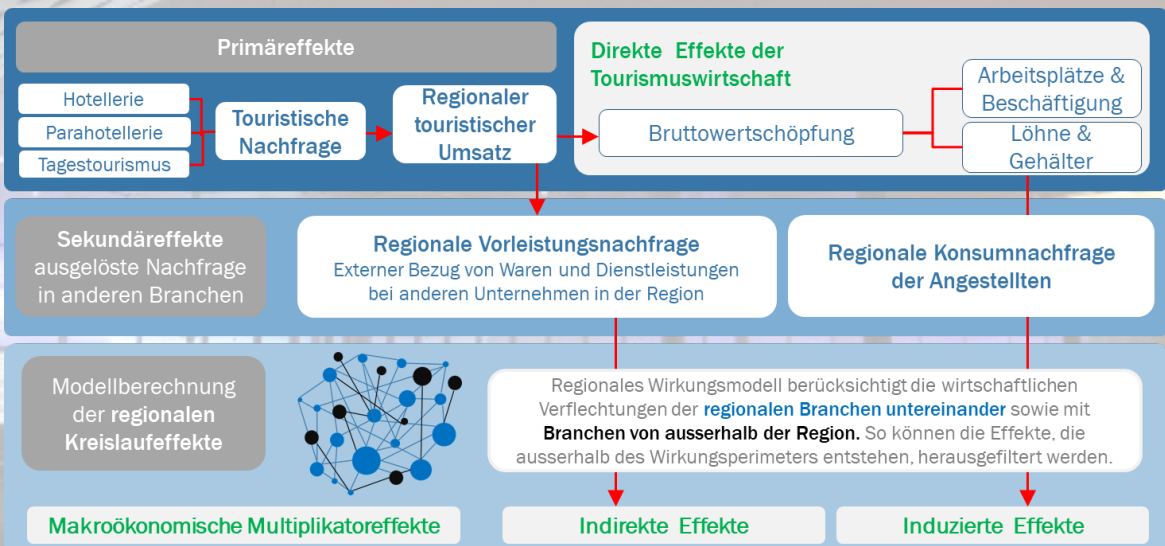 Primäreffekte
Hotellerie
Parahotellerie
Tagestourismus
Touristische
Nachfrage
Regionaler
touristischer
Umsatz
Direkte Effekte der
Tourismuswirtschaft
Bruttowertschöpfung
Arbeitsplätze &
Beschäftigung
Löhne &
Gehälter
Sekundäreffekte
ausgelöste Nachfrage
in anderen Branchen
Regionale Vorleistungsnachfrage
Externer Bezug von Waren und Dienstleistungen
bei anderen Unternehmen in der Region
Regionale Konsumnachfrage
der Angestellten
Modellberechnung
der regionalen
Kreislaufeffekte
Regionales Wirkungsmodell berücksichtigt die wirtschaftlichen
Verflechtungen der regionalen Branchen untereinander sowie mit
Branchen von ausserhalb der Region. So können die Effekte, die
ausserhalb des Wirkungsperimeters entstehen, herausgefiltert werden.
Makroökonomische Multiplikatoreffekte
Indirekte Effekte
Induzierte Effekte